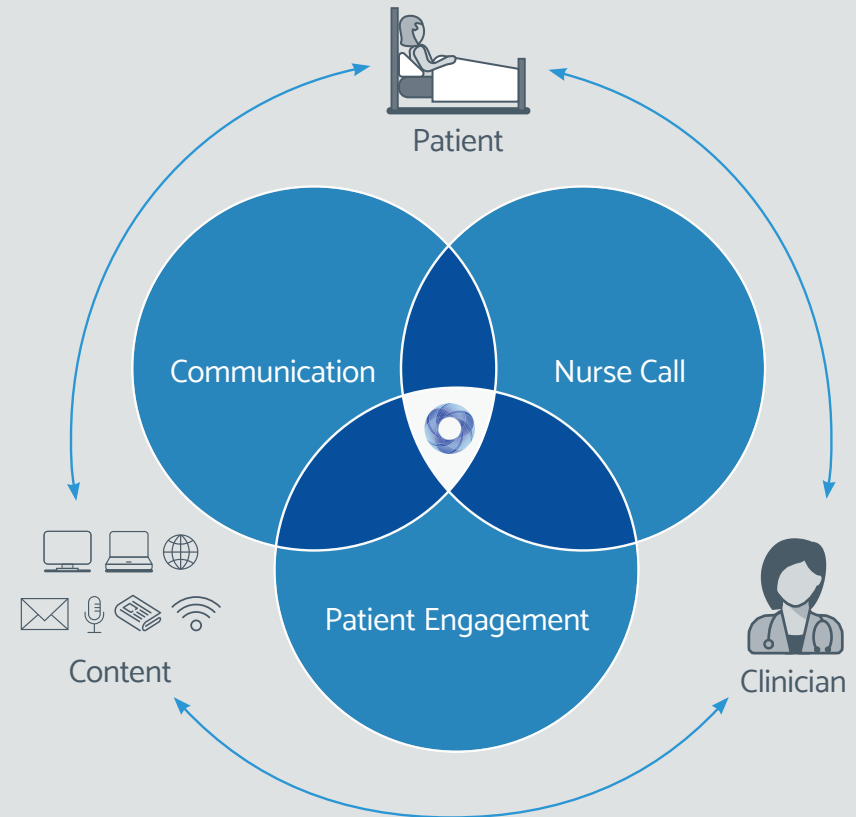 Patient
Communication
Nurse Call
Patient Engagement
Content
Clinician